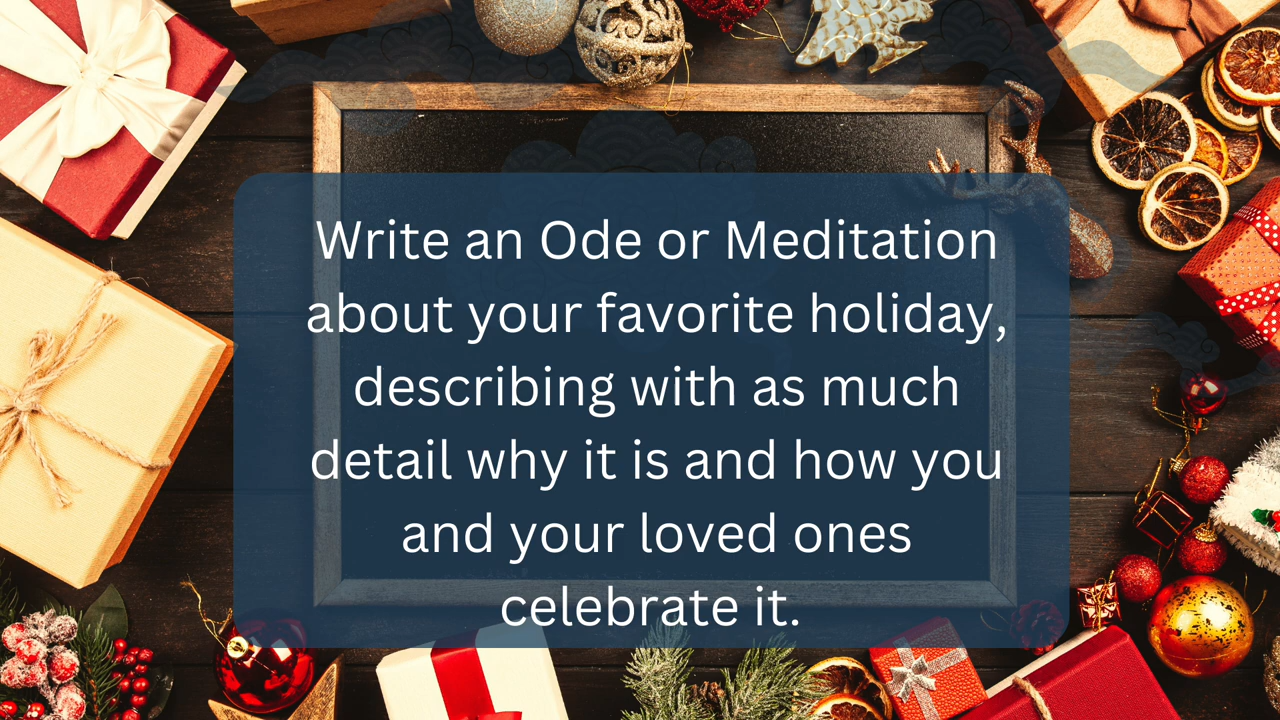 Write an Ode or Meditation
about your favorite holiday,
describing with as much
detail why it is and how you
and your loved ones
celebrate it.